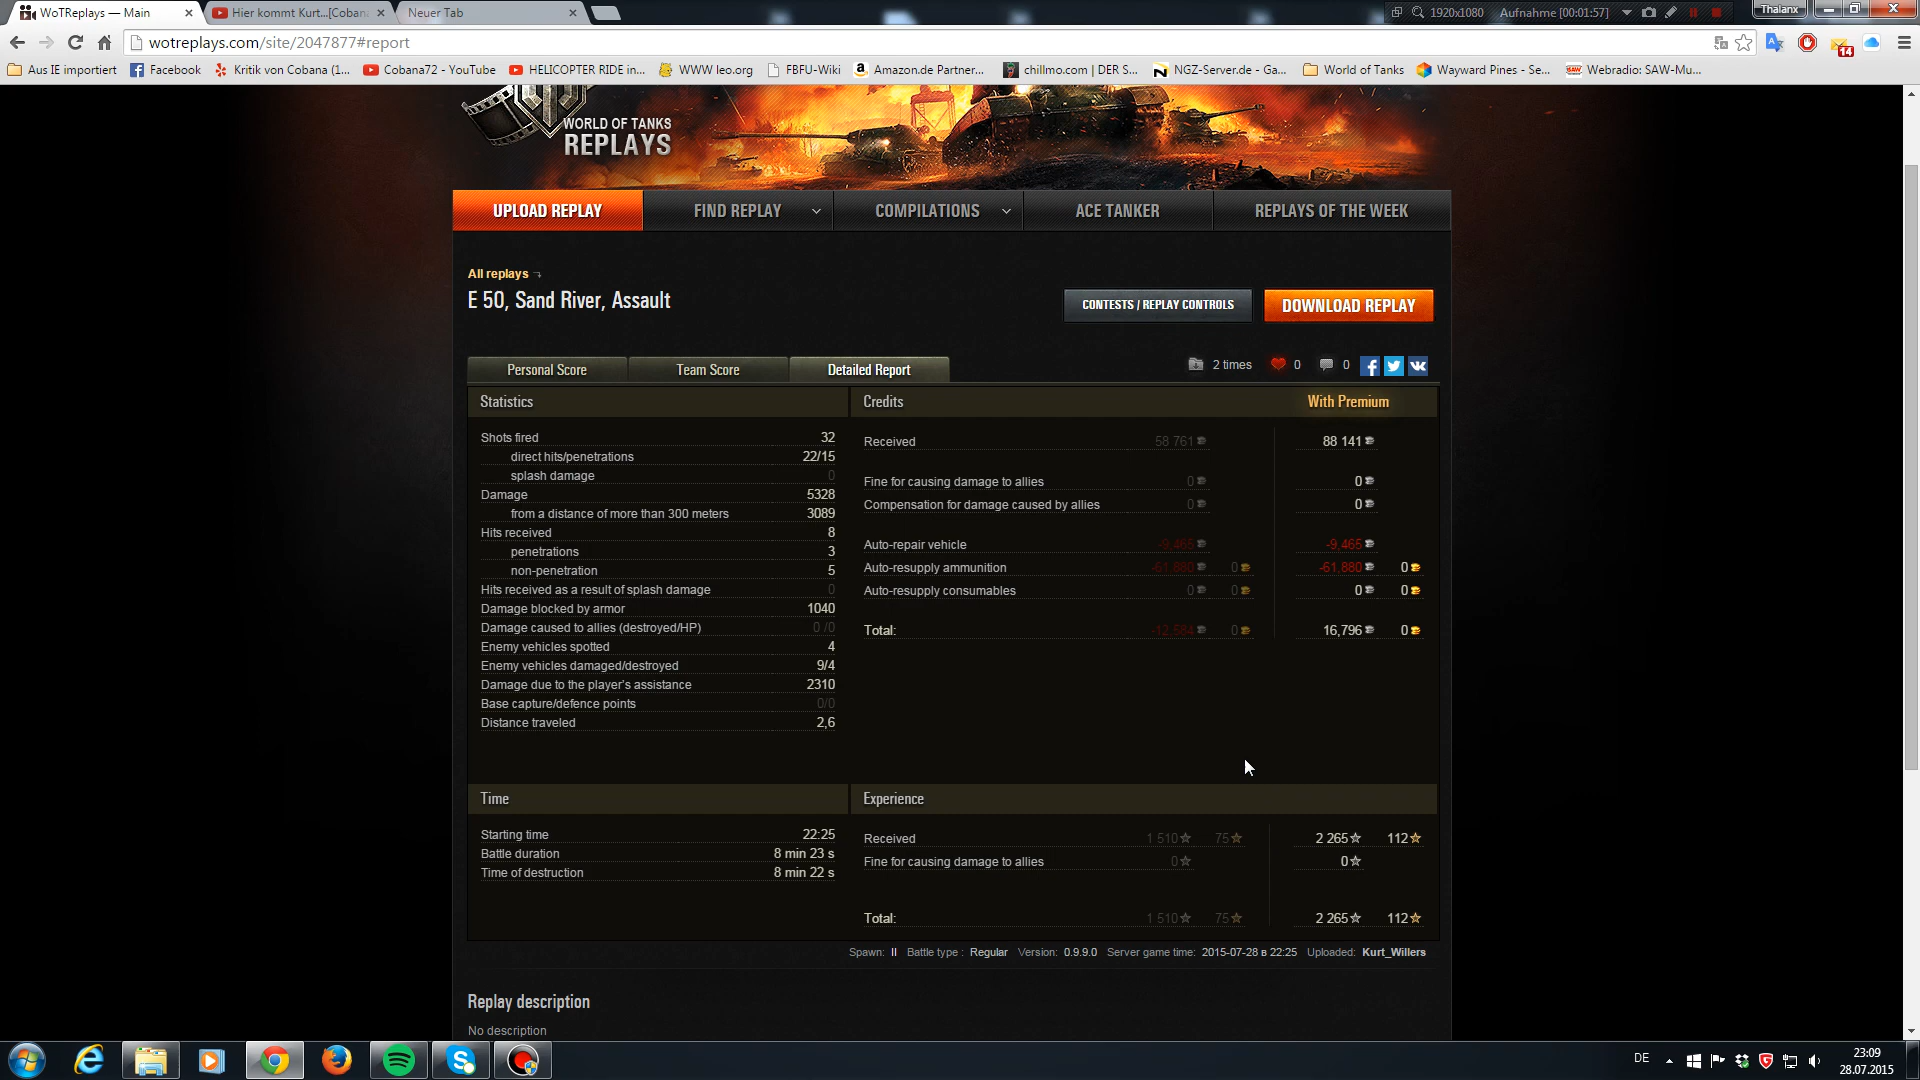 WoTReplays — Main
Hier kommt Kurt...[Cobana
Neuer Tab
1920x1080
Aufnahme [00:01:57]
Thalanx
wotreplays.com/site/2047877#report
14
Aus IE importiert
Facebook
Kritik von Cobana (1...
Cobana72 - YouTube
HELICOPTER RIDE in...
WWW leo.org
FBFU-Wiki
Amazon.de Partner...
chillmo.com | DER S...
NGZ-Server.de - Ga...
World of Tanks
Wayward Pines - Se...
Webradio: SAW-Mu...
WORLD OF TANKS
REPLAYS
UPLOAD REPLAY
FIND REPLAY
COMPILATIONS
ACE TANKER
REPLAYS OF THE WEEK
All replays
E 50, Sand River, Assault
CONTESTS / REPLAY CONTROLS
DOWNLOAD REPLAY
Personal Score
Team Score
Detailed Report
2 times
0
0
Statistics
Shots fired 32
direct hits/penetrations 22/15
splash damage 0
Damage 5328
from a distance of more than 300 meters 3089
Hits received 8
penetrations 3
non-penetration 5
Hits received as a result of splash damage 0
Damage blocked by armor 1040
Damage caused to allies (destroyed/HP) 0 /0
Enemy vehicles spotted 4
Enemy vehicles damaged/destroyed 9/4
Damage due to the player's assistance 2310
Base capture/defence points 0/0
Distance traveled 2,6
Credits With Premium
Received 58 761 88 141
Fine for causing damage to allies 0 0
Compensation for damage caused by allies 0 0
Auto-repair vehicle -9,465 -9,465
Auto-resupply ammunition -61,880 0 -61,880 0
Auto-resupply consumables 0 0 0 0
Total: -12,584 0 16,796 0
Time
Starting time 22:25
Battle duration 8 min 23 s
Time of destruction 8 min 22 s
Experience
Received 1 510 75 2 265 112
Fine for causing damage to allies 0 0
Total: 1 510 75 2 265 112
Spawn: II Battle type : Regular Version: 0.9.9.0 Server game time: 2015-07-28 в 22:25 Uploaded: Kurt_Willers
Replay description
No description
DE
23:09
28.07.2015